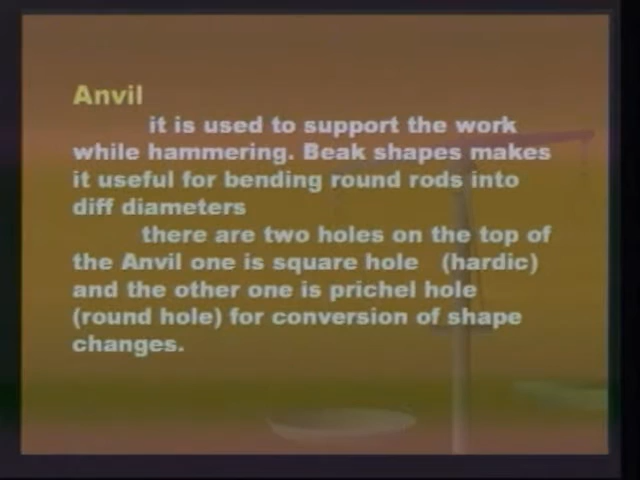 Anvil
it is used to support the work
while hammering. Beak shapes makes
it useful for bending round rods into
diff diameters
there are two holes on the top of
the Anvil one is square hole (hardic)
and the other one is prichel hole
(round hole) for conversion of shape
changes.